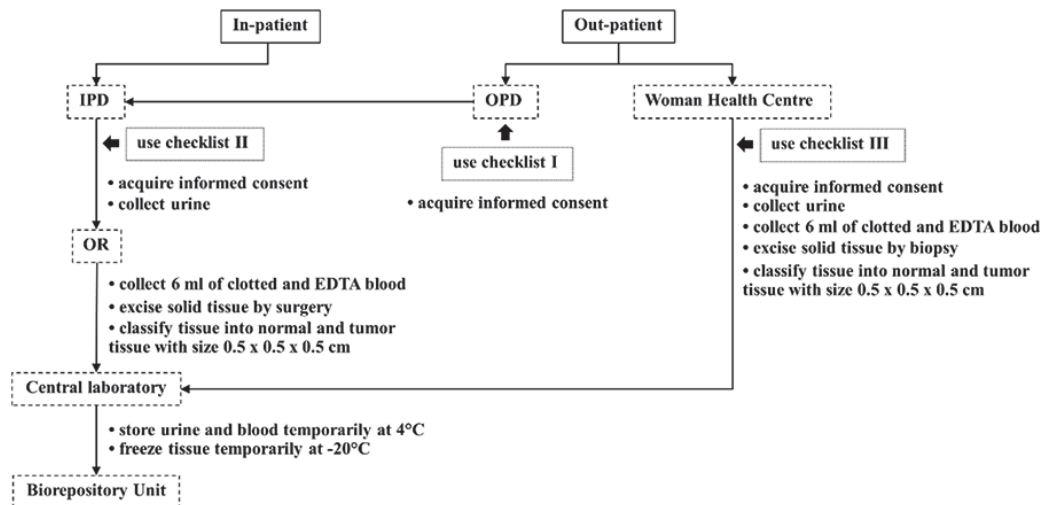 In-patient
Out-patient
IPD
OPD
Woman Health Centre
use checklist II
• acquire informed consent
• collect urine
use checklist I
• acquire informed consent
use checklist III
• acquire informed consent
• collect urine
• collect 6 ml of clotted and EDTA blood
• excise solid tissue by biopsy
• classify tissue into normal and tumor
tissue with size 0.5 x 0.5 x 0.5 cm
OR
• collect 6 ml of clotted and EDTA blood
• excise solid tissue by surgery
• classify tissue into normal and tumor
tissue with size 0.5 x 0.5 x 0.5 cm
Central laboratory
• store urine and blood temporarily at 4°C
• freeze tissue temporarily at -20°C
Biorepository Unit